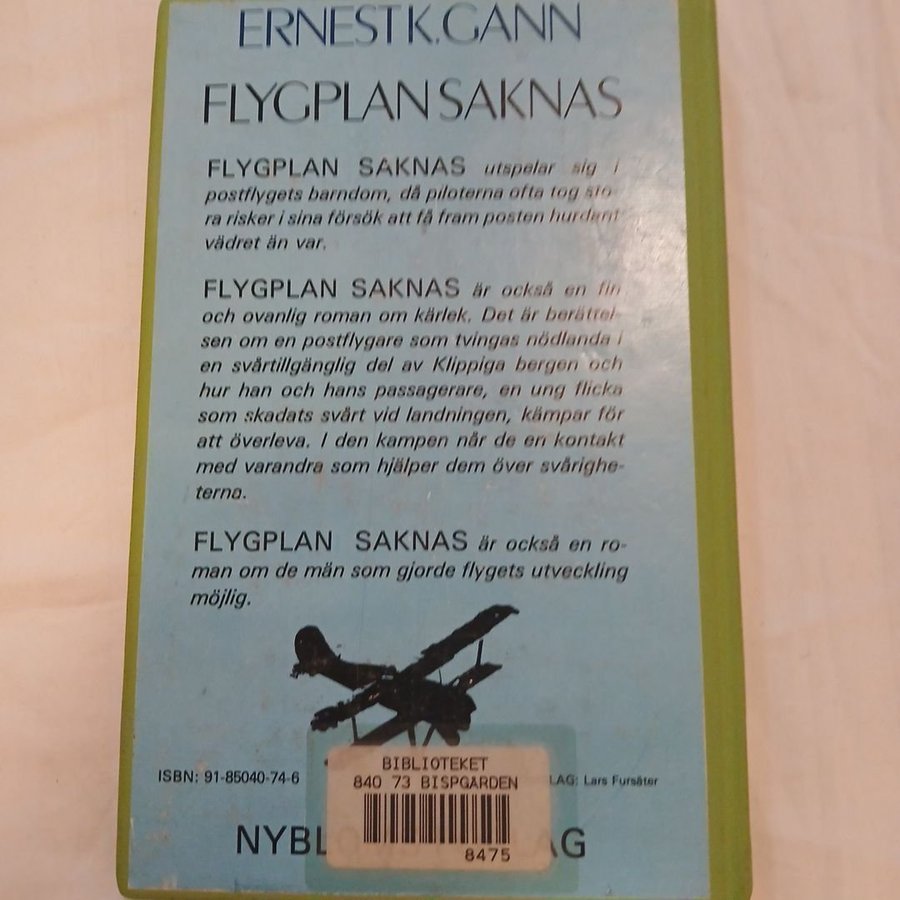 ERNEST K. GANN
FLYGPLAN SAKNAS
FLYGPLAN SAKNAS utspelar sig i
postflygets barndom, då piloterna ofta tog sto-
ra risker i sina försök att få fram posten hurdant
vädret än var.
FLYGPLAN SAKNAS är också en fin
och ovanlig roman om kärlek. Det är berättel-
sen om en postflygare som tvingas nödlanda i
en svårtillgänglig del av Klippiga bergen och
hur han och hans passagerare, en ung flicka
som skadats svårt vid landningen, kämpar för
att överleva. I den kampen når de en kontakt
med varandra som hjälper dem över svårighe-
terna.
FLYGPLAN SAKNAS är också en ro-
man om de män som gjorde flygets utveckling
möjlig.
ISBN: 91-85040-74-6
LAG: Lars Fursäter
BIBLIOTEKET
840 73 BISPGARDEN
8475
NYBL AG